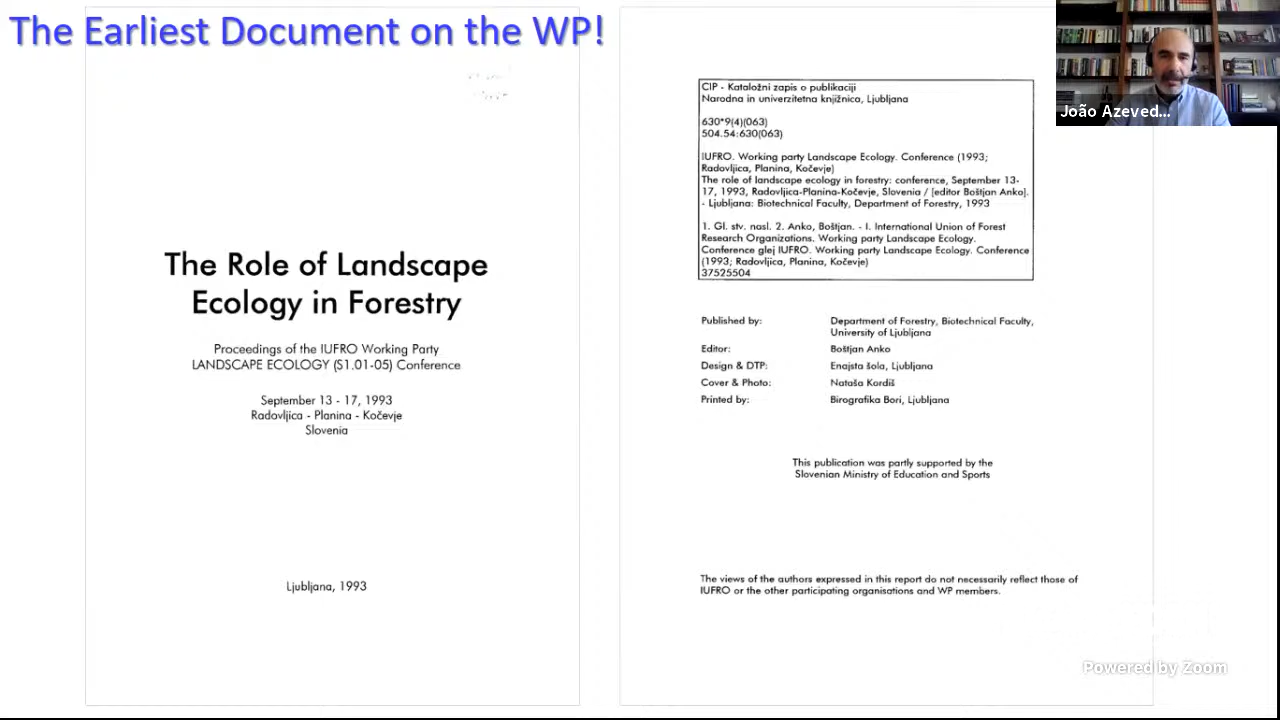 The Earliest Document on the WP!
The Role of Landscape
Ecology in Forestry
Proceedings of the IUFRO Working Party
LANDSCAPE ECOLOGY (S1.01-05) Conference
September 13 - 17, 1993
Radovljica - Planina - Kočevje
Slovenia
Ljubljana, 1993
CIP - Kataložni zapis o publikaciji
Narodna in univerzitetna knjižnica, Ljubljana
630*9(4)(063)
504.54:630(063)
IUFRO. Working party Landscape Ecology. Conference (1993;
Radovljica, Planina, Kočevje)
The role of landscape ecology in forestry: conference, September 13-
17, 1993, Radovljica-Planina-Kočevje, Slovenia / [editor Boštjan Anko].
- Ljubljana: Biotechnical Faculty, Department of Forestry, 1993
1. Gl. stv. nasl. 2. Anko, Boštjan. - I. International Union of Forest
Research Organizations. Working party Landscape Ecology.
Conference glej IUFRO. Working party Landscape Ecology. Conference
(1993; Radovljica, Planina, Kočevje)
37525504
Published by: Department of Forestry, Biotechnical Faculty,
University of Ljubljana
Editor: Boštjan Anko
Design & DTP: Enajsta šola, Ljubljana
Cover & Photo: Nataša Kordiš
Printed by: Birografika Bori, Ljubljana
This publication was partly supported by the
Slovenian Ministry of Education and Sports
The views of the authors expressed in this report do not necessarily reflect those of
IUFRO or the other participating organisations and WP members.
João Azeved...
Powered by Zoom